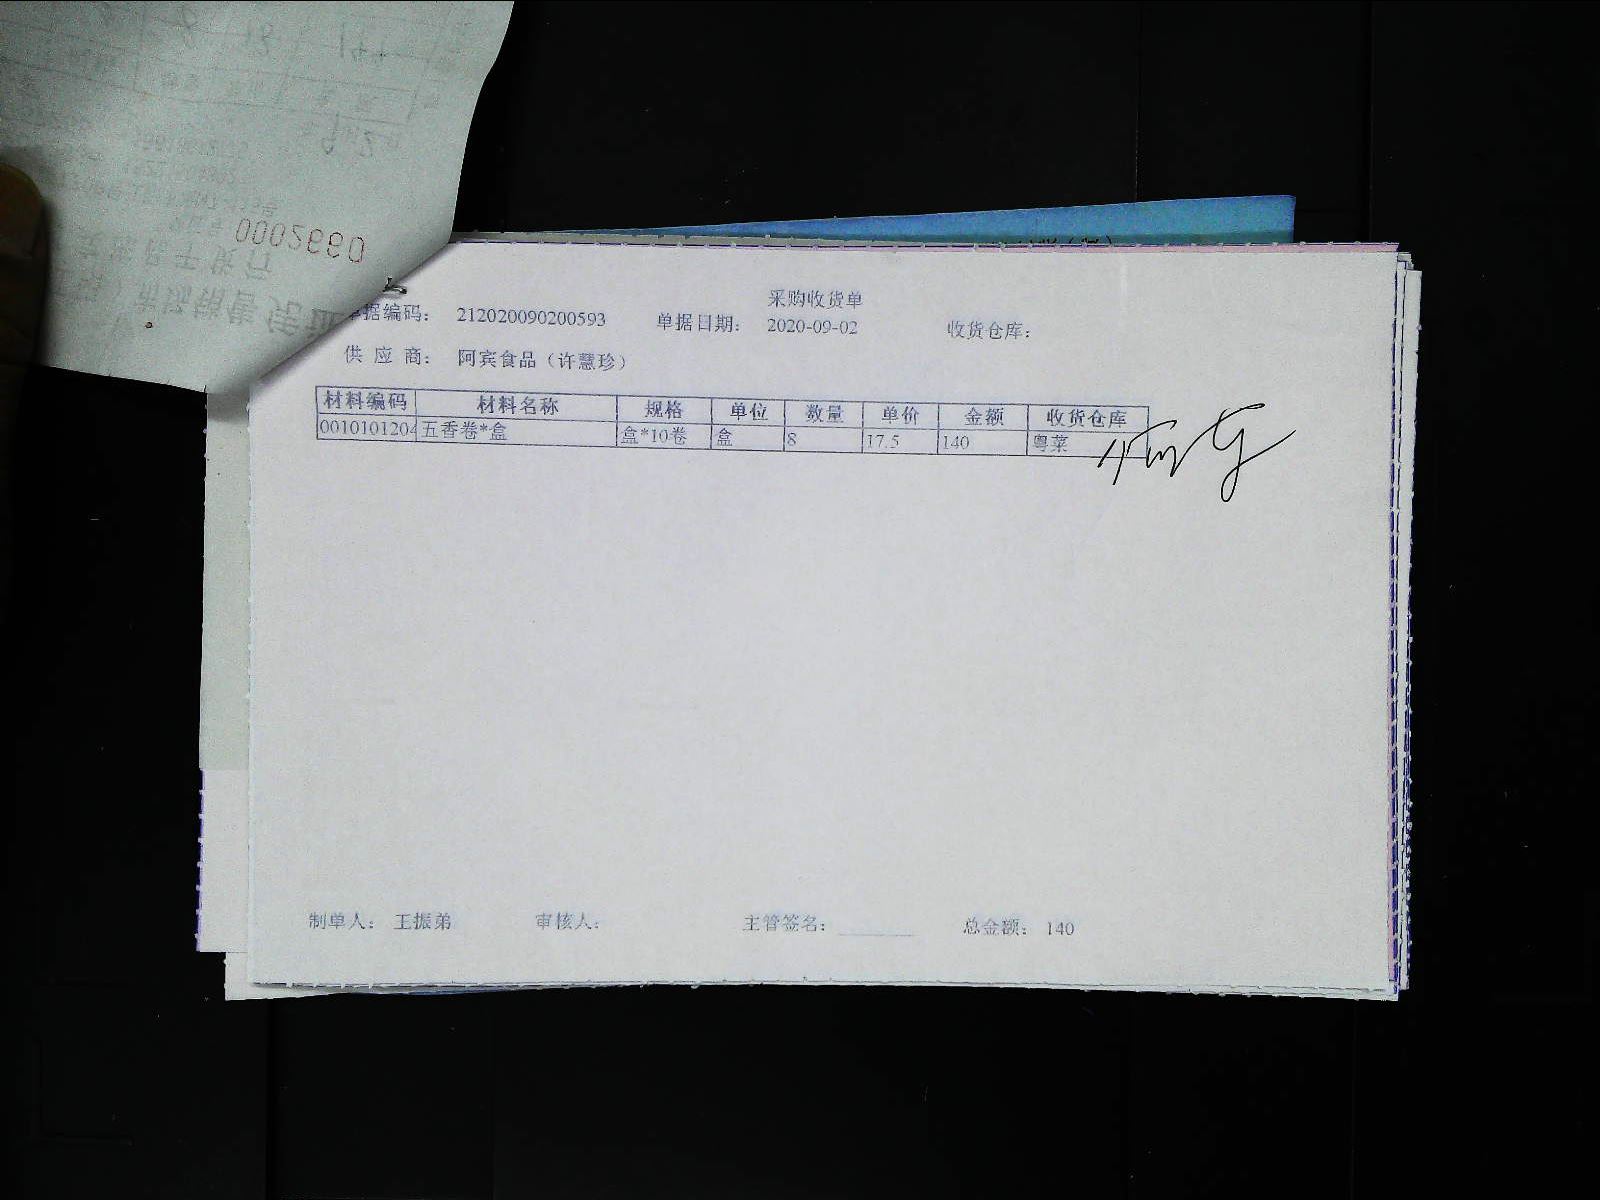 0002660
采购收货单
单据编码： 212020090200593 单据日期： 2020-09-02 收货仓库：
供 应 商： 阿宾食品（许慧珍）
材料编码 材料名称 规格 单位 数量 单价 金额 收货仓库
0010101204 五香卷*盒 盒*10卷 盒 8 17.5 140 粤菜
制单人： 王振弟 审核人： 主管签名： 总金额： 140